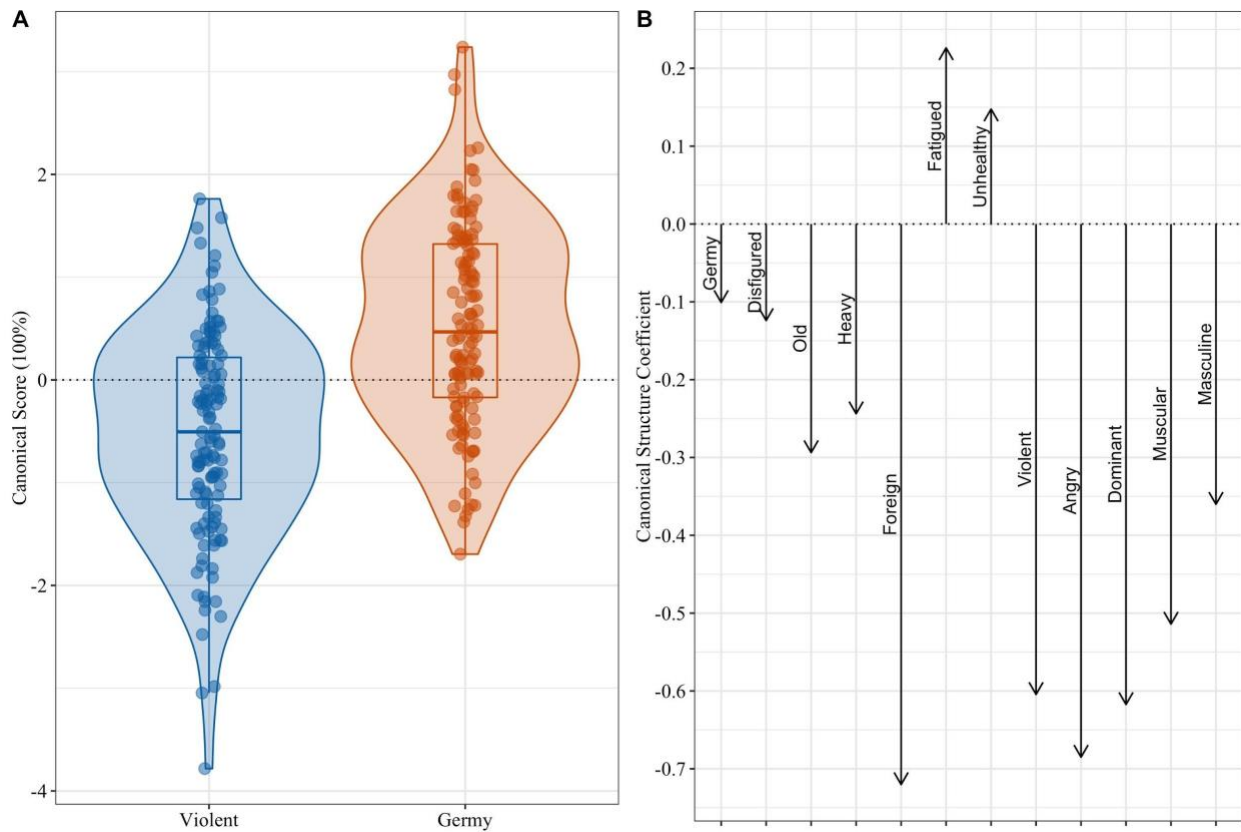 A
Canonical Score (100%)
2
0
-2
-4
Violent
Germy
B
Canonical Structure Coefficient
0.2
0.1
0.0
-0.1
-0.2
-0.3
-0.4
-0.5
-0.6
-0.7
Germy
Disfigured
Old
Heavy
Foreign
Fatigued
Unhealthy
Violent
Angry
Dominant
Muscular
Masculine